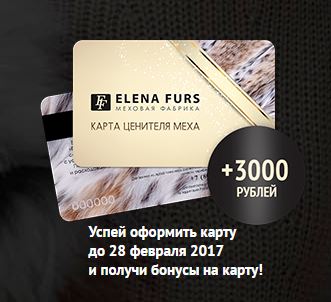 ELENA FURS
МЕХОВАЯ ФАБРИКА
КАРТА ЦЕНИТЕЛЯ МЕХА
+3000
РУБЛЕЙ
000000
Успей оформить карту
до 28 февраля 2017
и получи бонусы на карту!